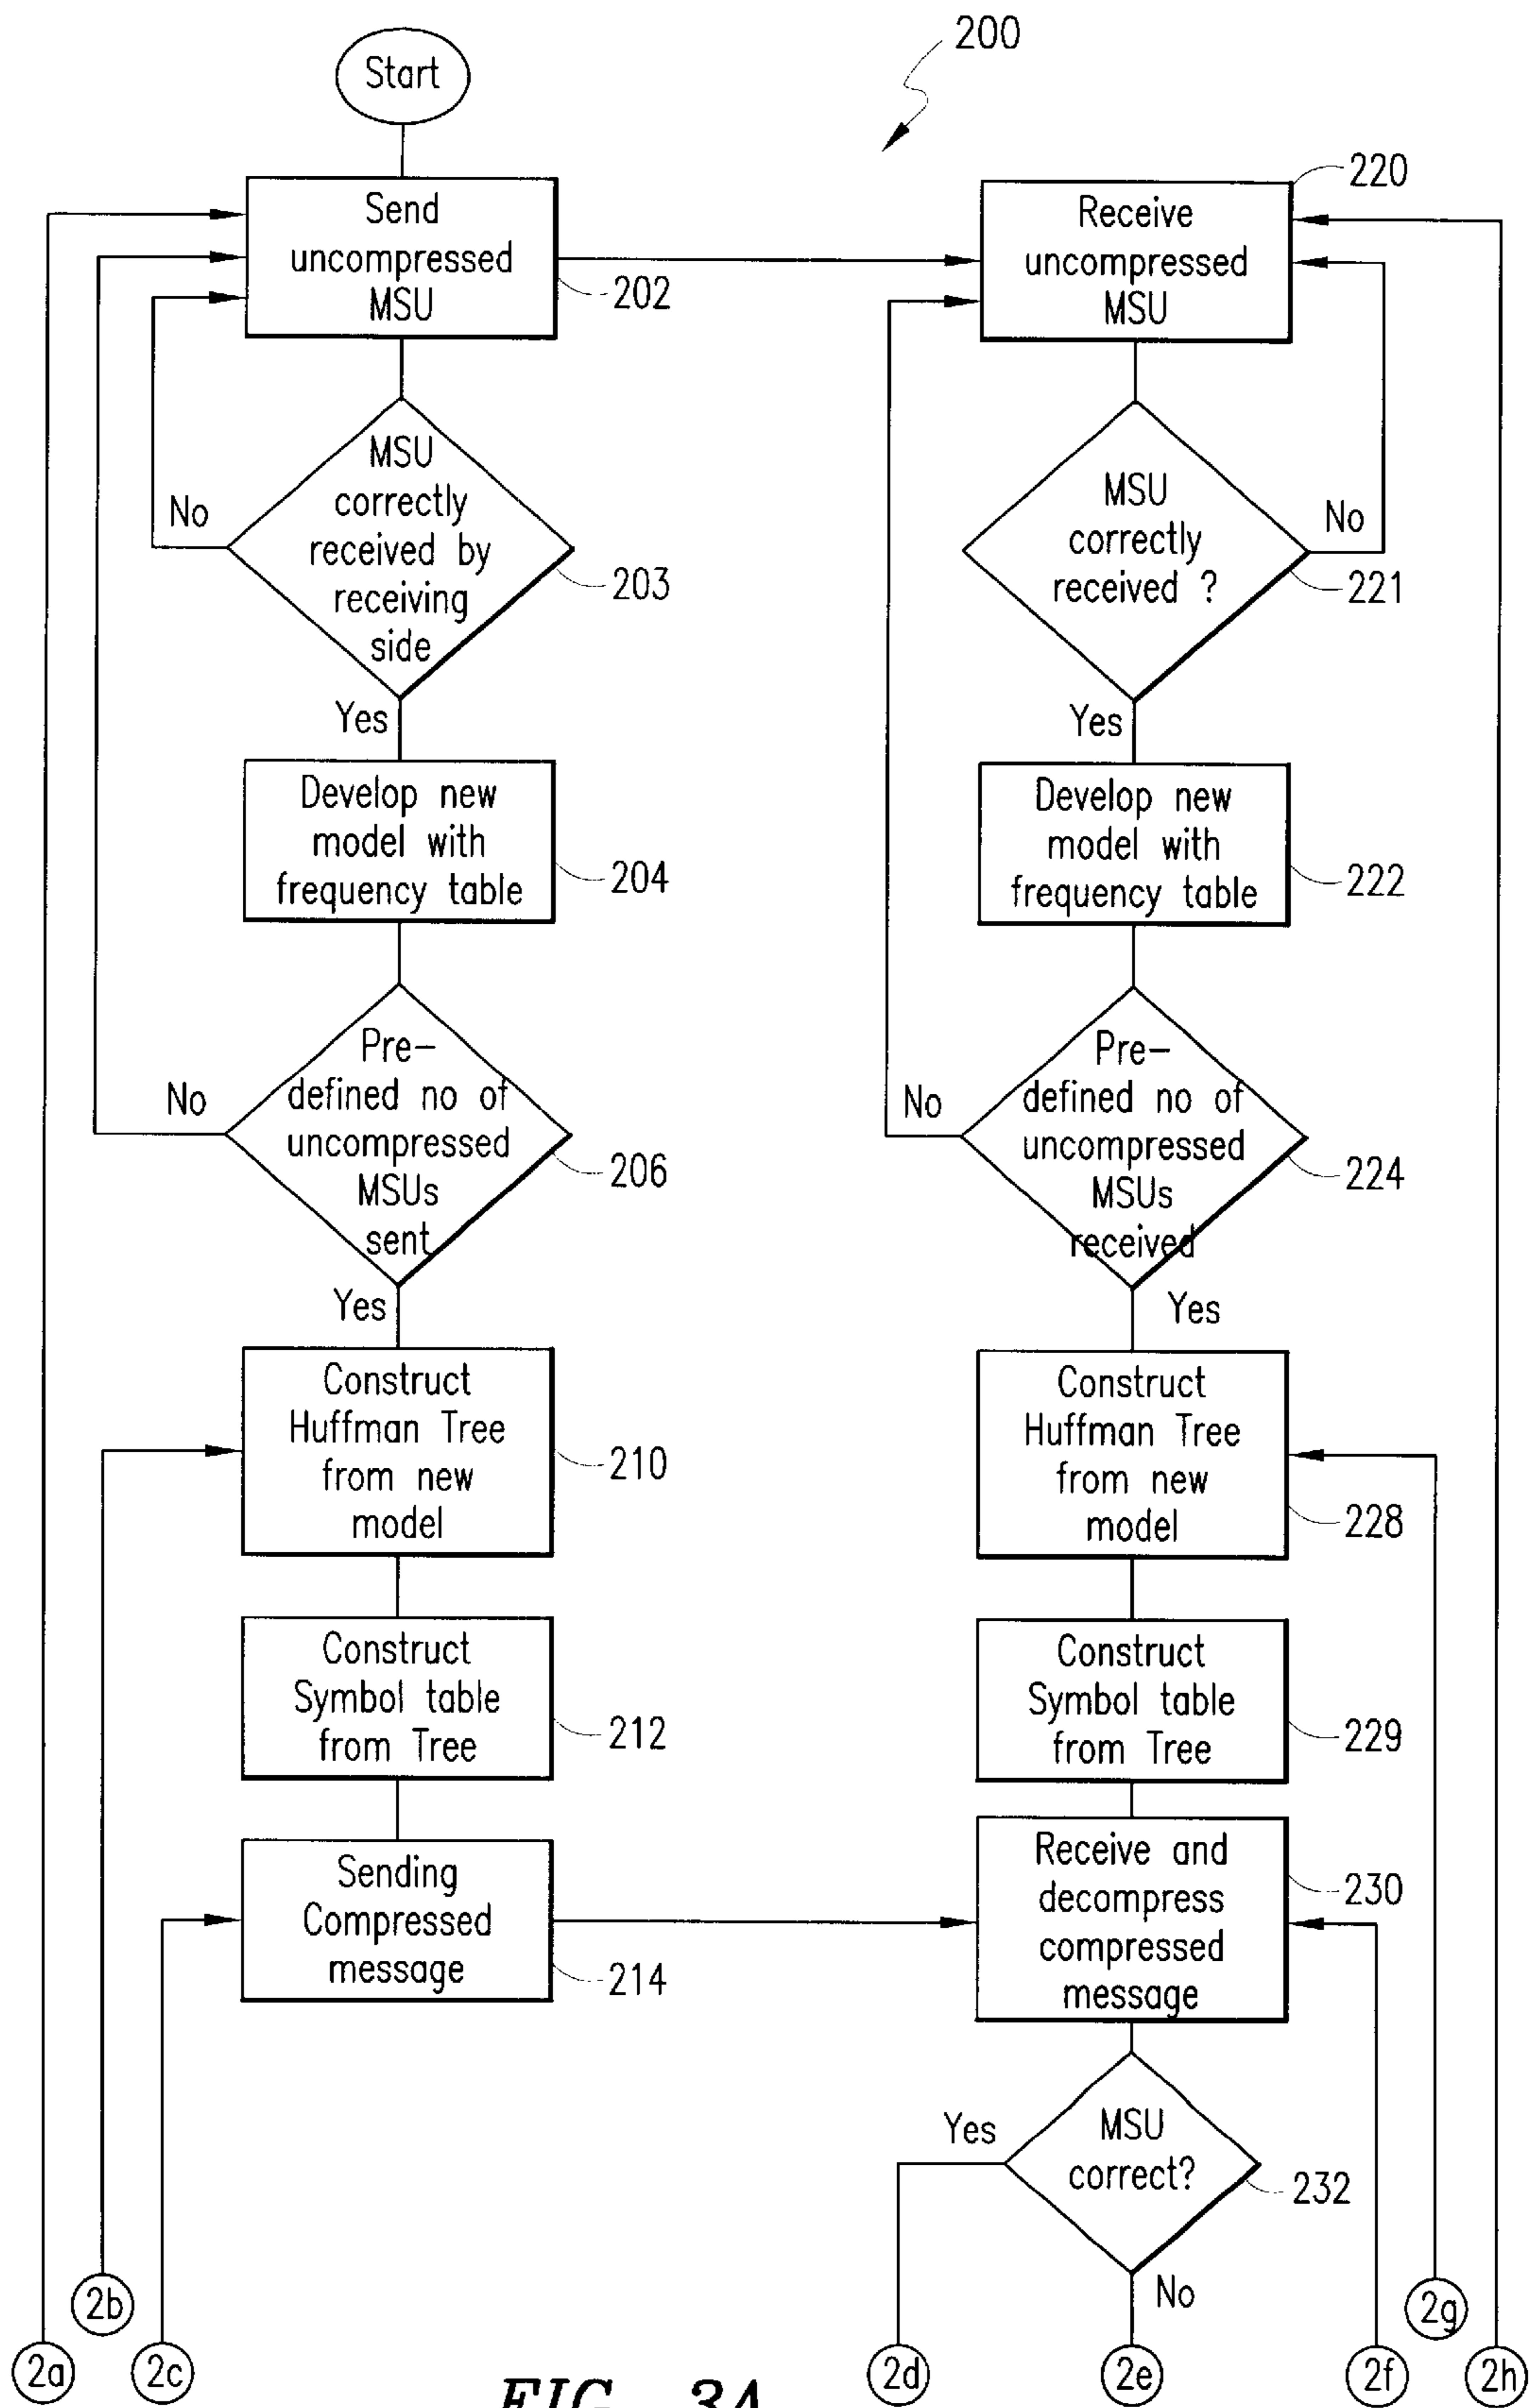 200
Start
Send
uncompressed
MSU
202
220
Receive
uncompressed
MSU
MSU
correctly
received by
receiving
side
No
203
Yes
MSU
correctly
received ?
No
221
Yes
Develop new
model with
frequency table
204
Develop new
model with
frequency table
222
Pre-
defined no of
uncompressed
MSUs
sent
No
206
Yes
Pre-
defined no of
uncompressed
MSUs
received
No
224
Yes
Construct
Huffman Tree
from new
model
210
Construct
Huffman Tree
from new
model
228
Construct
Symbol table
from Tree
212
Construct
Symbol table
from Tree
229
Sending
Compressed
message
214
Receive and
decompress
compressed
message
230
Yes
MSU
correct?
232
No
2b
2g
2a
2c
2d
2e
2f
2h
FIG. 3A